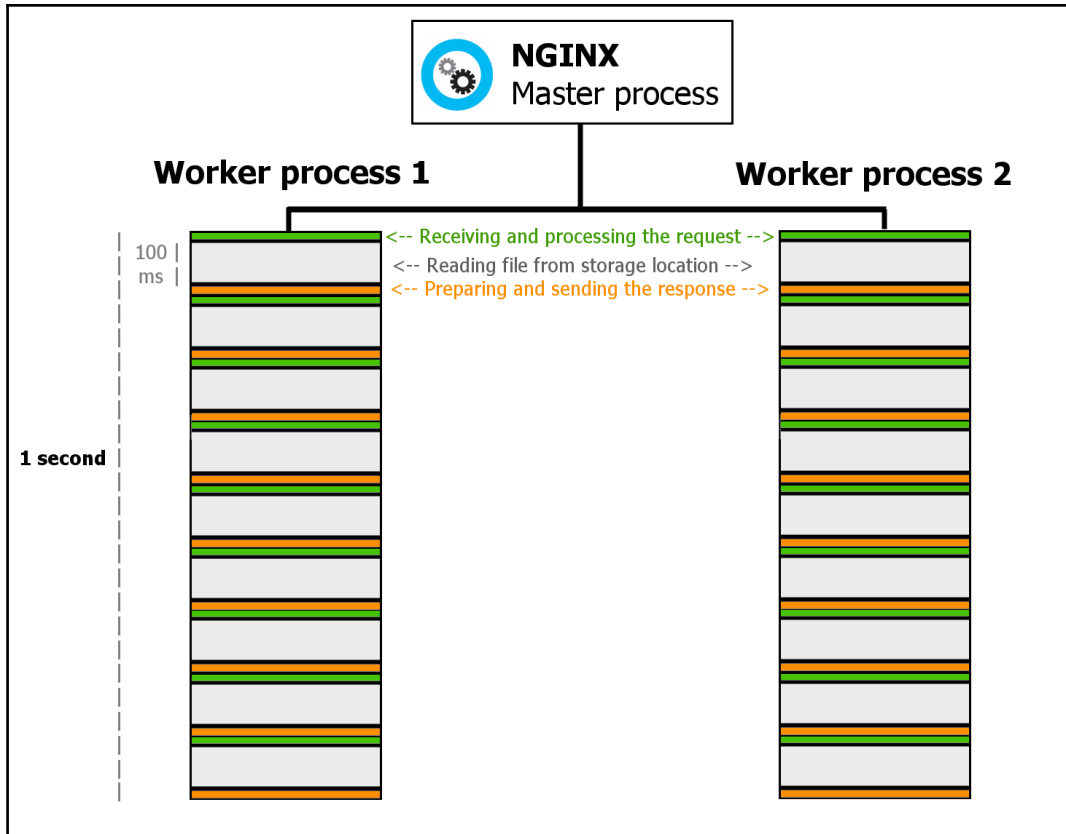 NGINX
Master process
Worker process 1
Worker process 2
<-- Receiving and processing the request -->
100 |
ms |
<-- Reading file from storage location -->
<-- Preparing and sending the response -->
1 second